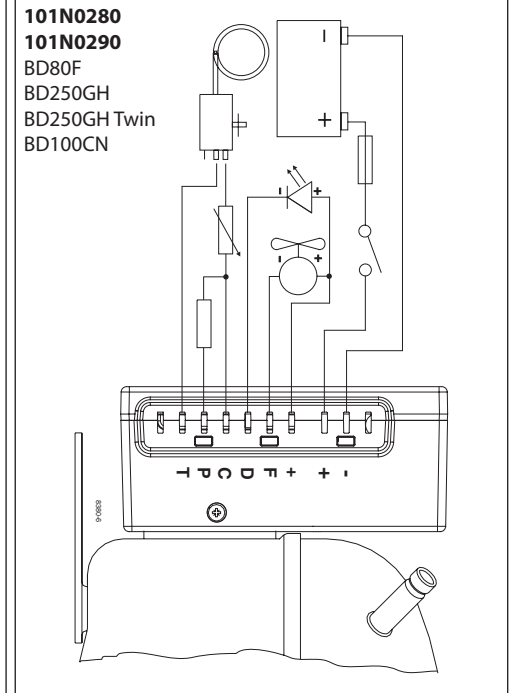 101N0280
101N0290
BD80F
BD250GH
BD250GH Twin
BD100CN
-
+
- +
- +
T P C D F + + -
8380-6